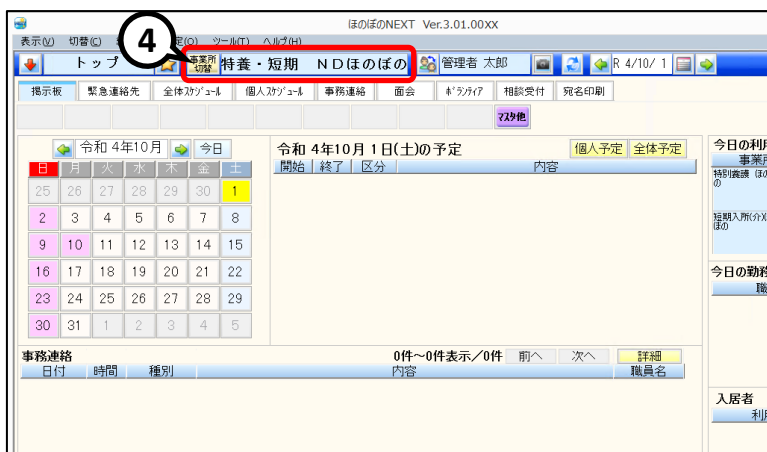 ほのぼのNEXT Ver.3.01.00XX
表示(V) 切替(C) 定(O) ツール(T) ヘルプ(H)
4
トップ 事業所切替 特養・短期 NDほのぼの 管理者 太郎 R 4/10/ 1
掲示板 緊急連絡先 全体ｽｹｼﾞｭｰﾙ 個人ｽｹｼﾞｭｰﾙ 事務連絡 面会 ﾎﾞﾗﾝﾃｨｱ 相談受付 宛名印刷
ﾏｽﾀ他
令和 4年10月 今日
日 月 火 水 木 金 土
25 26 27 28 29 30 1
2 3 4 5 6 7 8
9 10 11 12 13 14 15
16 17 18 19 20 21 22
23 24 25 26 27 28 29
30 31 1 2 3 4 5
令和 4年10月 1日(土)の予定 個人予定 全体予定
開始 終了 区分 内容
今日の利用
事業所
特別養護 (ほの
の
短期入所(介)(
ほの
今日の勤務
職
事務連絡 0件～0件表示／0件 前へ 次へ 詳細
日付 時間 種別 内容 職員名
入居者
利用